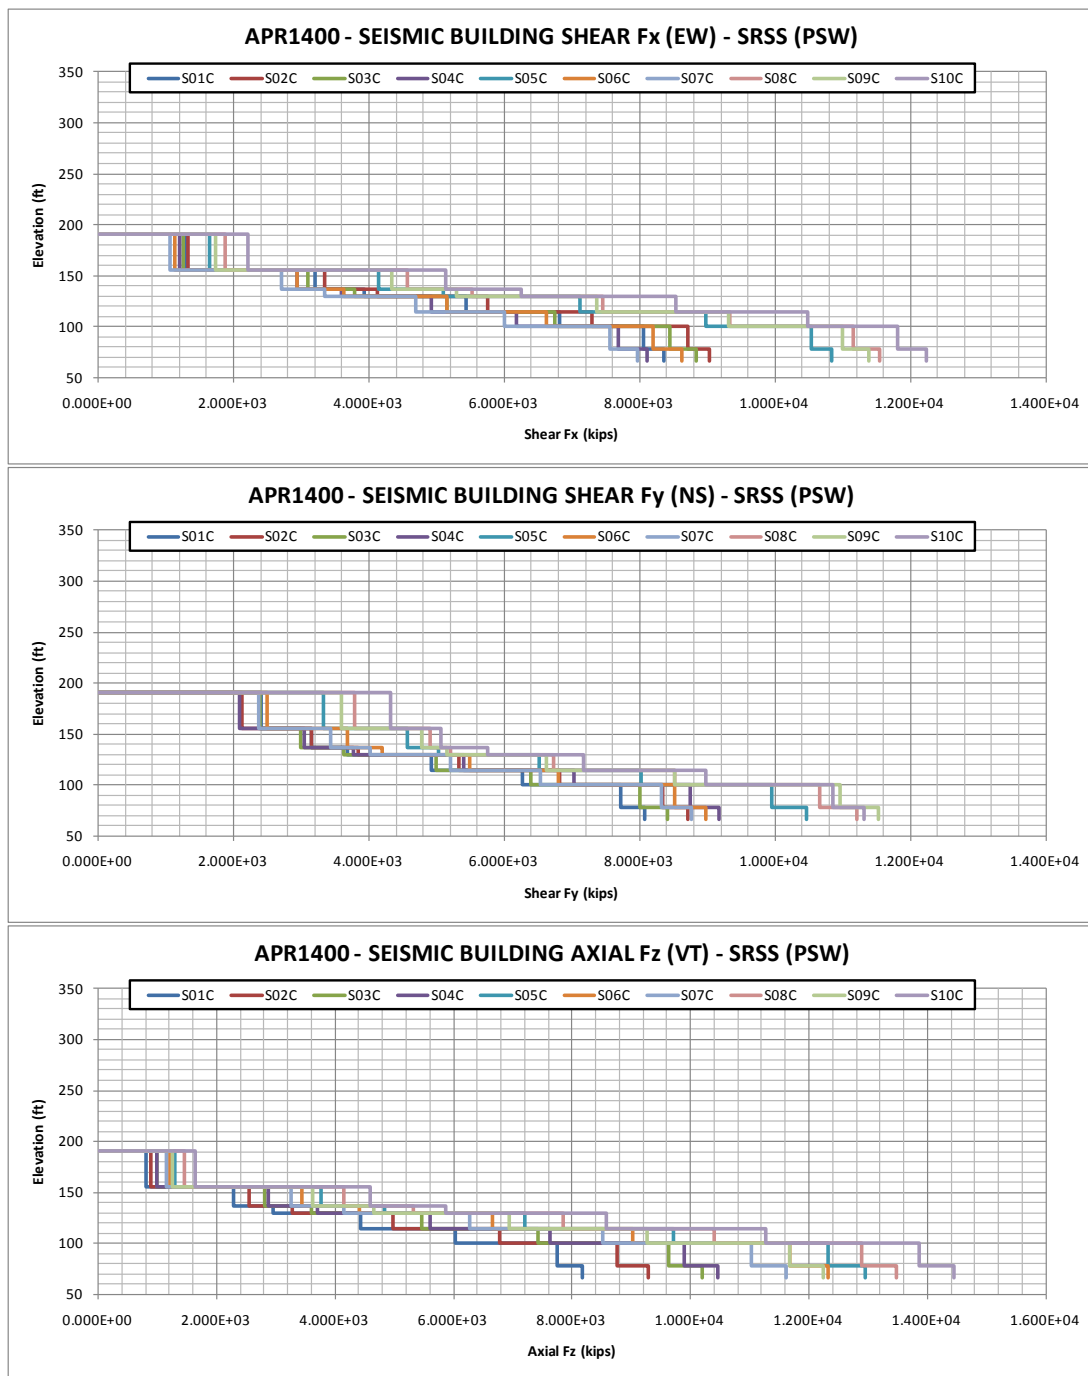 APR1400 - SEISMIC BUILDING SHEAR Fx (EW) - SRSS (PSW)
S01C S02C S03C S04C S05C S06C S07C S08C S09C S10C
350
300
250
200
150
100
50
Elevation (ft)
0.000E+00 2.000E+03 4.000E+03 6.000E+03 8.000E+03 1.000E+04 1.200E+04 1.400E+04
Shear Fx (kips)
APR1400 - SEISMIC BUILDING SHEAR Fy (NS) - SRSS (PSW)
S01C S02C S03C S04C S05C S06C S07C S08C S09C S10C
350
300
250
200
150
100
50
Elevation (ft)
0.000E+00 2.000E+03 4.000E+03 6.000E+03 8.000E+03 1.000E+04 1.200E+04 1.400E+04
Shear Fy (kips)
APR1400 - SEISMIC BUILDING AXIAL Fz (VT) - SRSS (PSW)
S01C S02C S03C S04C S05C S06C S07C S08C S09C S10C
350
300
250
200
150
100
50
Elevation (ft)
0.000E+00 2.000E+03 4.000E+03 6.000E+03 8.000E+03 1.000E+04 1.200E+04 1.400E+04 1.600E+04
Axial Fz (kips)